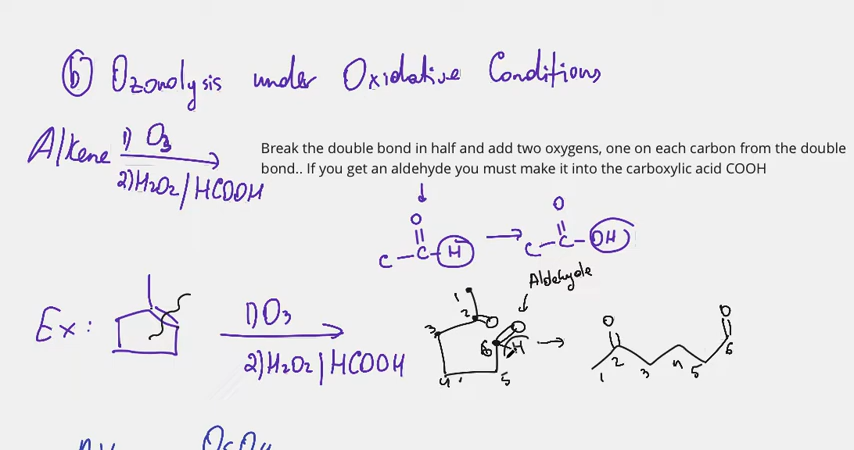 (b) Ozonolysis under Oxidative Conditions
Alkene 1) O3
2) H2O2 / HCOOH
Break the double bond in half and add two oxygens, one on each carbon from the double
bond.. If you get an aldehyde you must make it into the carboxylic acid COOH
O O
C - C - H → C - C - OH
Aldehyde
Ex: 1) O3
2) H2O2 | HCOOH
1 2 3 4 5 6 O O H
O O
1 2 3 4 5 6
OsO4